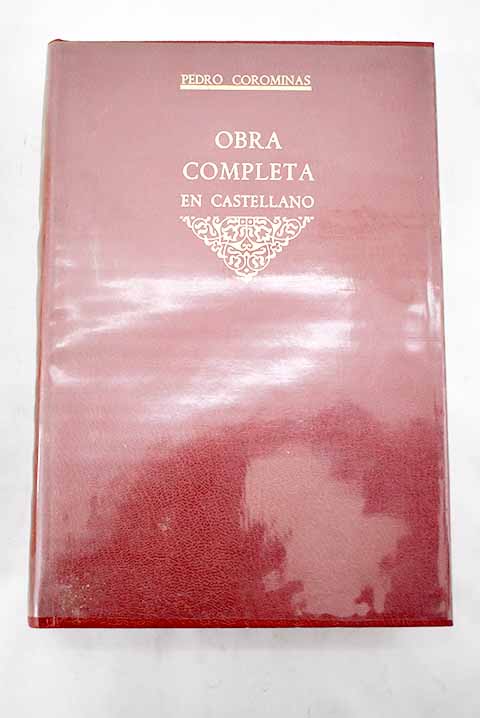 PEDRO COROMINAS
OBRA
COMPLETA
EN CASTELLANO